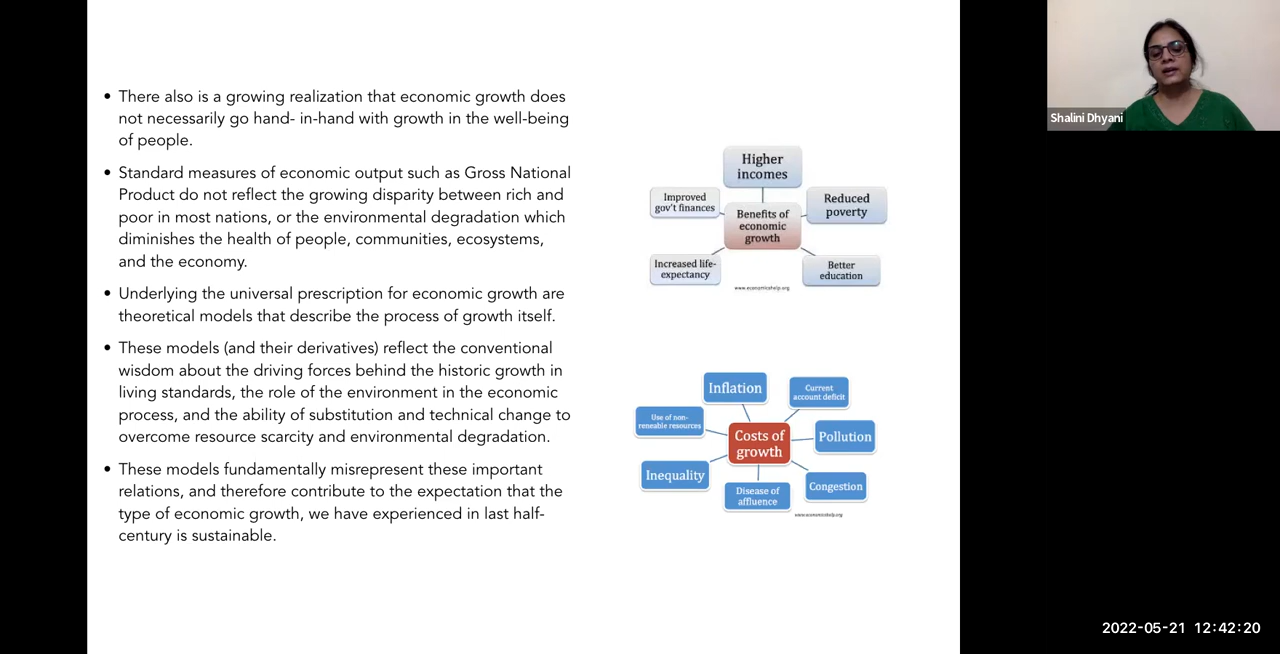 • There also is a growing realization that economic growth does
not necessarily go hand- in-hand with growth in the well-being
of people.
• Standard measures of economic output such as Gross National
Product do not reflect the growing disparity between rich and
poor in most nations, or the environmental degradation which
diminishes the health of people, communities, ecosystems,
and the economy.
• Underlying the universal prescription for economic growth are
theoretical models that describe the process of growth itself.
• These models (and their derivatives) reflect the conventional
wisdom about the driving forces behind the historic growth in
living standards, the role of the environment in the economic
process, and the ability of substitution and technical change to
overcome resource scarcity and environmental degradation.
• These models fundamentally misrepresent these important
relations, and therefore contribute to the expectation that the
type of economic growth, we have experienced in last half-
century is sustainable.
Higher
incomes
Improved
gov't finances
Reduced
poverty
Benefits of
economic
growth
Increased life-
expectancy
Better
education
www.economicshelp.org
Inflation
Current
account deficit
Use of non-
reneable resources
Costs of
growth
Pollution
Inequality
Disease of
affluence
Congestion
www.economicshelp.org
Shalini Dhyani
2022-05-21 12:42:20